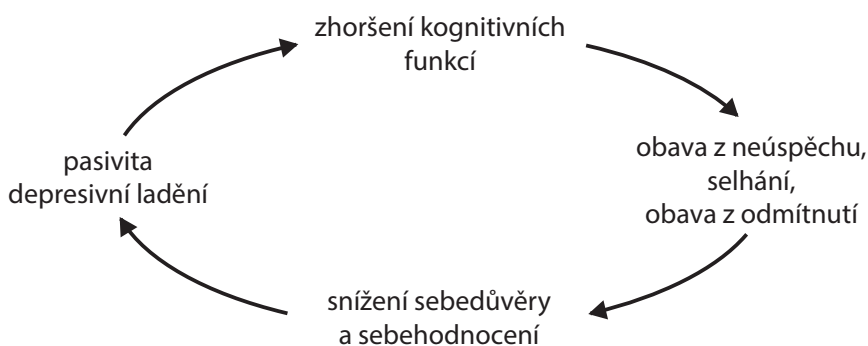 zhoršení kognitivních
funkcí
obava z neúspěchu,
selhání,
obava z odmítnutí
snížení sebedůvěry
a sebehodnocení
pasivita
depresivní ladění